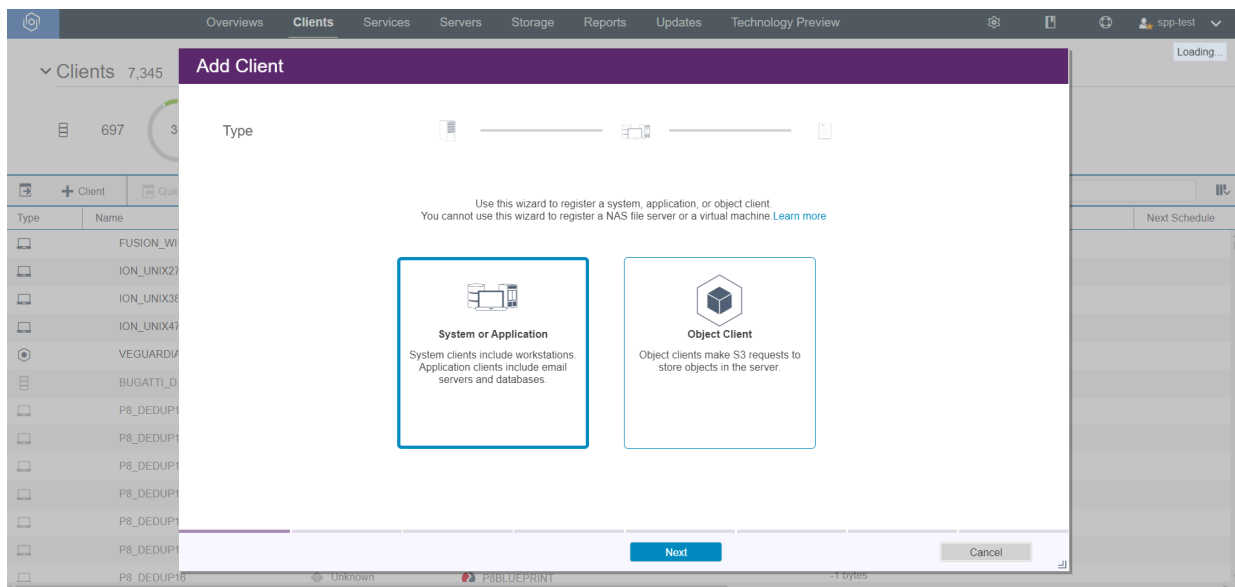 Overviews Clients Services Servers Storage Reports Updates Technology Preview spp-test
Loading...
Clients 7,345
Add Client
697
3
Type
+ Client
Quic
Type Name Next Schedule
Use this wizard to register a system, application, or object client.
You cannot use this wizard to register a NAS file server or a virtual machine.Learn more
FUSION_WI
ION_UNIX27
ION_UNIX38
ION_UNIX47
VEGUARDIA
BUGATTI_D
P8_DEDUP1
P8_DEDUP1
P8_DEDUP1
P8_DEDUP1
P8_DEDUP1
P8_DEDUP1
P8_DEDUP16 Unknown P8BLUEPRINT -1 bytes
System or Application
System clients include workstations.
Application clients include email
servers and databases.
Object Client
Object clients make S3 requests to
store objects in the server.
Next
Cancel